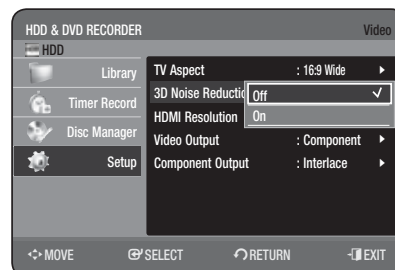 HDD & DVD RECORDER Video
HDD
Library
Timer Record
Disc Manager
Setup
TV Aspect : 16:9 Wide
3D Noise Reductio Off
HDMI Resolution On
Video Output : Component
Component Output : Interlace
MOVE SELECT RETURN EXIT